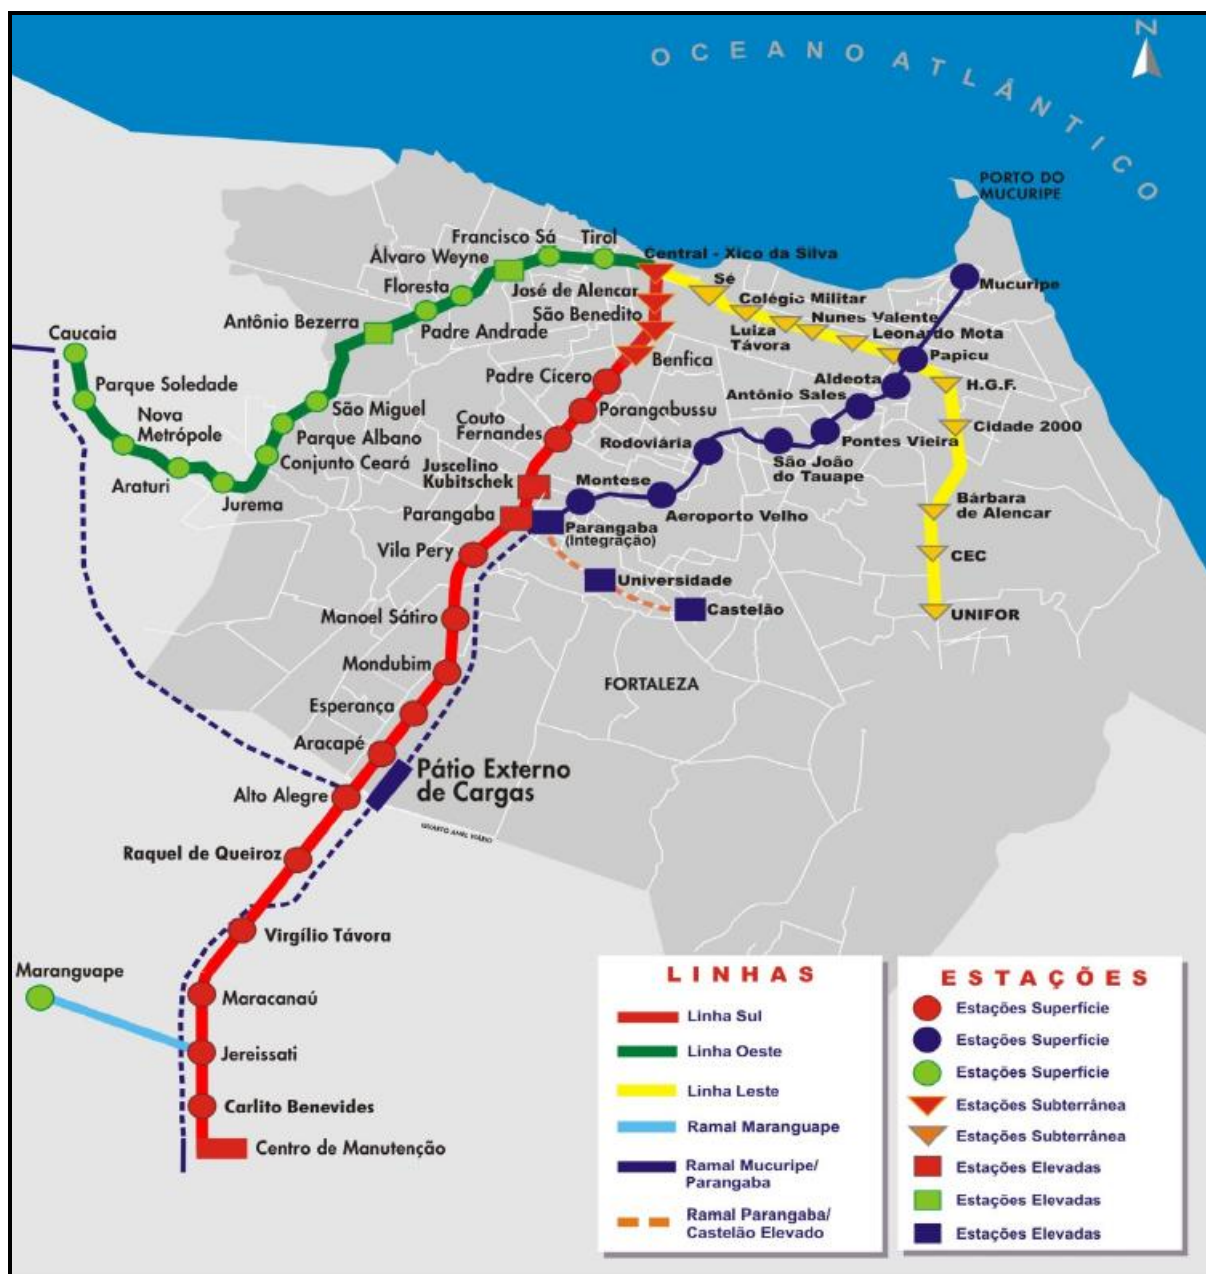 N
OCEANO ATLÂNTICO
PORTO DO
MUCURIPE
Francisco Sá
Tirol
Central - Xico da Silva
Álvaro Weyne
Mucuripe
Sé
Floresta
José de Alencar
Colégio Militar
Antônio Bezerra
São Benedito
Nunes Valente
Padre Andrade
Luiza
Távora
Leonardo Mota
Caucaia
Benfica
Papicu
Parque Soledade
Padre Cícero
Aldeota
H.G.F.
Antônio Sales
São Miguel
Porangabussu
Nova
Metrópole
Couto
Fernandes
Cidade 2000
Parque Albano
Rodoviária
Pontes Vieira
Conjunto Ceará
São João
do Tauape
Araturi
Juscelino
Kubitschek
Montese
Jurema
Bárbara
de Alencar
Parangaba
Aeroporto Velho
Parangaba
(Integração)
Vila Pery
CEC
Universidade
Manoel Sátiro
Castelão
UNIFOR
Mondubim
FORTALEZA
Esperança
Aracapé
Pátio Externo
de Cargas
Alto Alegre
QUARTO ANEL VIÁRIO
Raquel de Queiroz
Virgílio Távora
Maranguape
Maracanaú
Jereissati
Carlito Benevides
Centro de Manutenção
LINHAS
Linha Sul
Linha Oeste
Linha Leste
Ramal Maranguape
Ramal Mucuripe/
Parangaba
Ramal Parangaba/
Castelão Elevado
ESTAÇÕES
Estações Superfície
Estações Superfície
Estações Superfície
Estações Subterrânea
Estações Subterrânea
Estações Elevadas
Estações Elevadas
Estações Elevadas